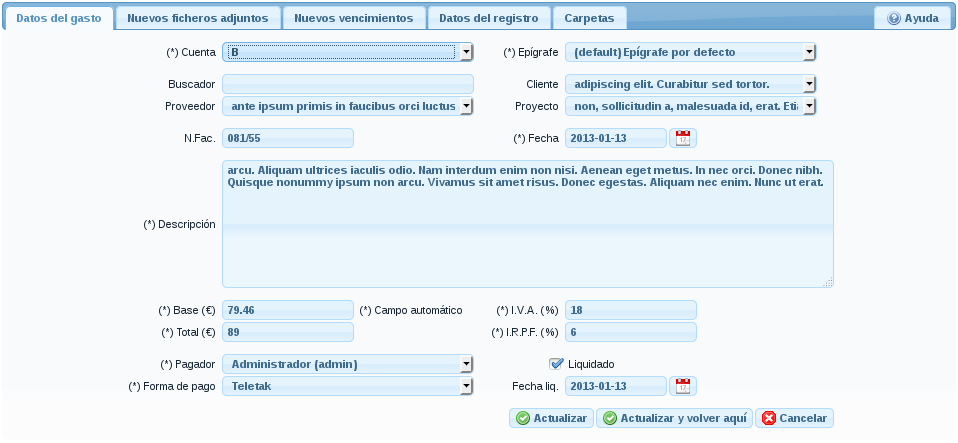 Datos del gasto Nuevos ficheros adjuntos Nuevos vencimientos Datos del registro Carpetas Ayuda
(*) Cuenta B (*) Epígrafe (default) Epígrafe por defecto
Buscador Cliente adipiscing elit. Curabitur sed tortor.
Proveedor ante ipsum primis in faucibus orci luctus Proyecto non, sollicitudin a, malesuada id, erat. Eti
N.Fac. 081/55 (*) Fecha 2013-01-13
arcu. Aliquam ultrices iaculis odio. Nam interdum enim non nisi. Aenean eget metus. In nec orci. Donec nibh.
Quisque nonummy ipsum non arcu. Vivamus sit amet risus. Donec egestas. Aliquam nec enim. Nunc ut erat.
(*) Descripción
(*) Base (€) 79.46 (*) Campo automático (*) I.V.A. (%) 18
(*) Total (€) 89 (*) I.R.P.F. (%) 6
(*) Pagador Administrador (admin) Liquidado
(*) Forma de pago Teletak Fecha liq. 2013-01-13
Actualizar Actualizar y volver aquí Cancelar